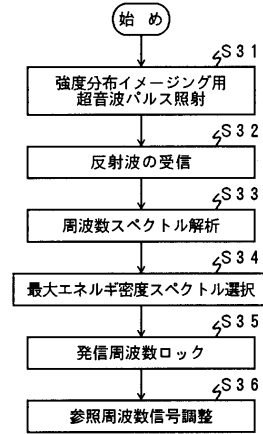 始 め
S31
強度分布イメージング用
超音波パルス照射
S32
反射波の受信
S33
周波数スペクトル解析
S34
最大エネルギ密度スペクトル選択
S35
発信周波数ロック
S36
参照周波数信号調整